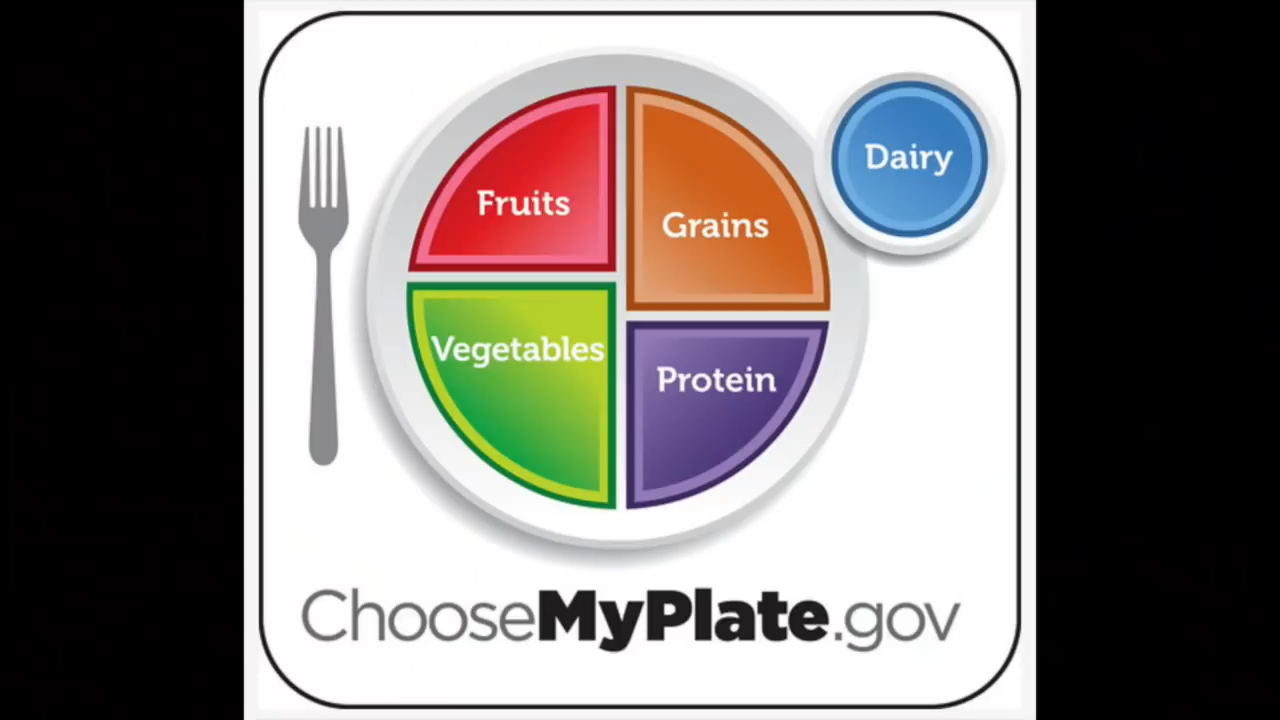 Fruits
Grains
Dairy
Vegetables
Protein
ChooseMyPlate.gov